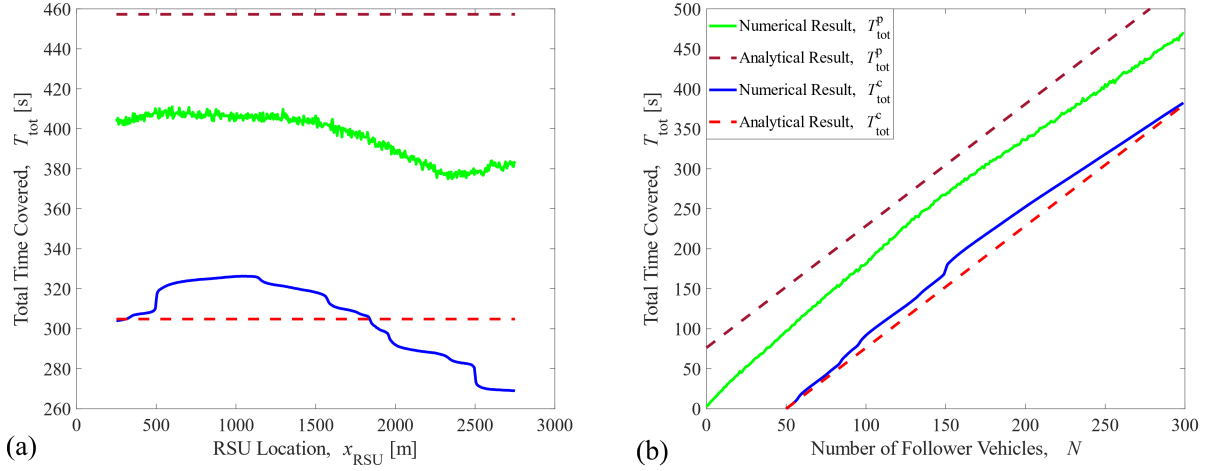 460
440
420
400
380
360
340
320
300
280
260
Total Time Covered, T_tot [s]
0 500 1000 1500 2000 2500 3000
RSU Location, x_RSU [m]
(a)
500
450
400
350
300
250
200
150
100
50
0
Total Time Covered, T_tot [s]
Numerical Result, T^p_tot
Analytical Result, T^p_tot
Numerical Result, T^c_tot
Analytical Result, T^c_tot
0 50 100 150 200 250 300
Number of Follower Vehicles, N
(b)